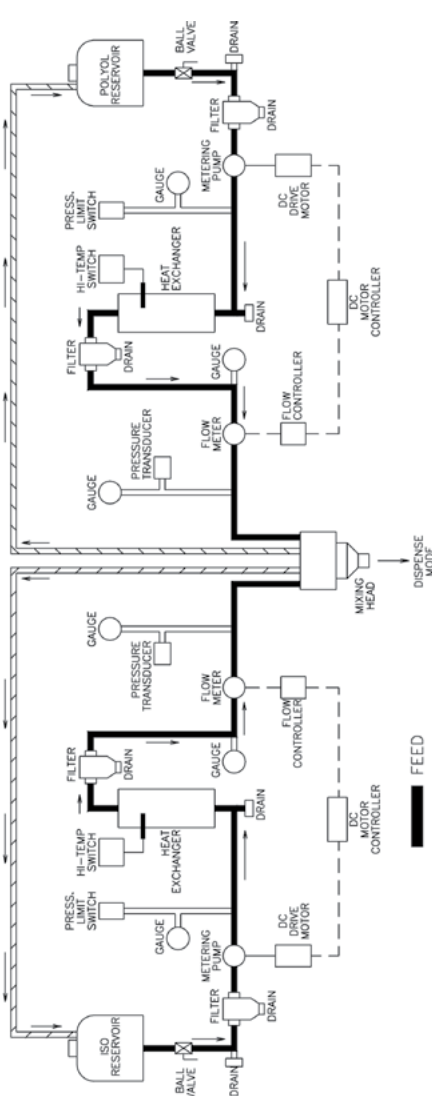 ISO
RESERVOIR
BALL
VALVE
DRAIN
FILTER
DRAIN
METERING
PUMP
DC
DRIVE
MOTOR
GAUGE
PRESS.
LIMIT
SWITCH
HI-TEMP
SWITCH
HEAT
EXCHANGER
DRAIN
FILTER
DRAIN
GAUGE
FLOW
METER
FLOW
CONTROLLER
DC
MOTOR
CONTROLLER
PRESSURE
TRANSDUCER
GAUGE
MIXING
HEAD
DISPENSE
MODE
GAUGE
PRESSURE
TRANSDUCER
FLOW
METER
FLOW
CONTROLLER
GAUGE
FILTER
DRAIN
HI-TEMP
SWITCH
HEAT
EXCHANGER
DRAIN
PRESS.
LIMIT
SWITCH
GAUGE
DC
MOTOR
CONTROLLER
METERING
PUMP
DC
DRIVE
MOTOR
FILTER
DRAIN
DRAIN
BALL
VALVE
POLYOL
RESERVOIR
FEED